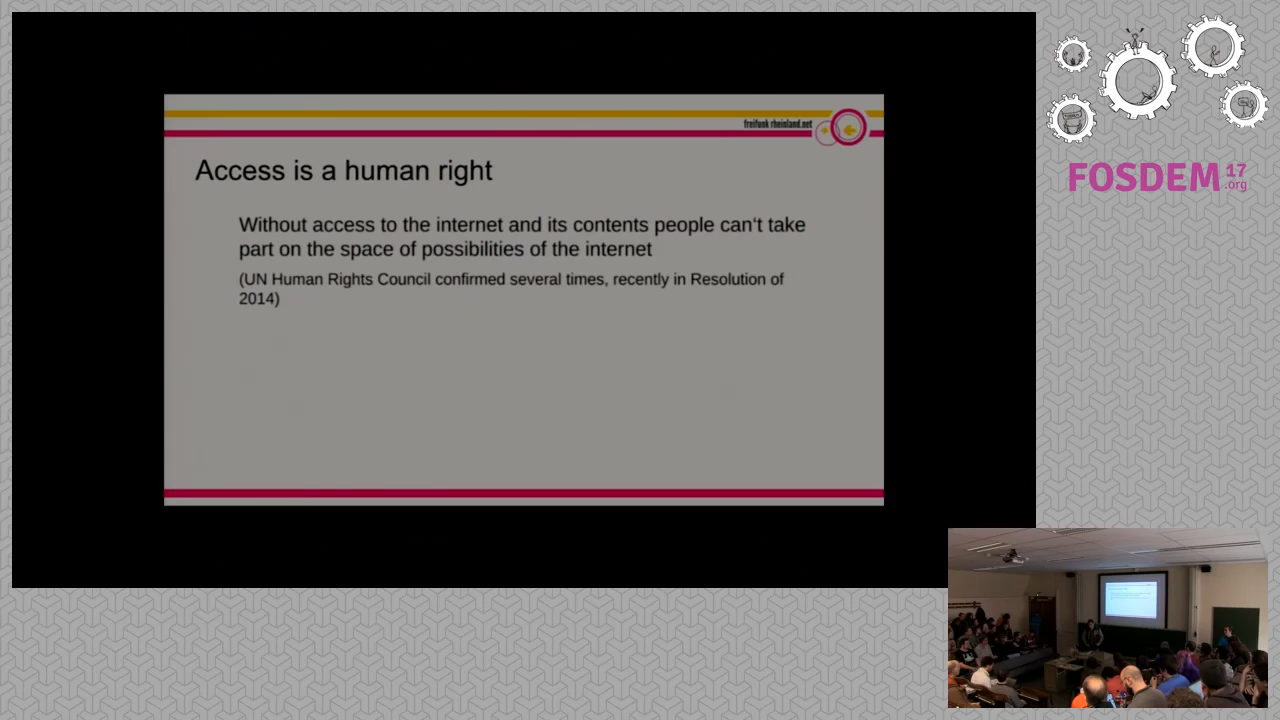 freifunk rheinland.net
Access is a human right
Without access to the internet and its contents people can't take
part on the space of possibilities of the internet
(UN Human Rights Council confirmed several times, recently in Resolution of
2014)
FOSDEM 17
.org